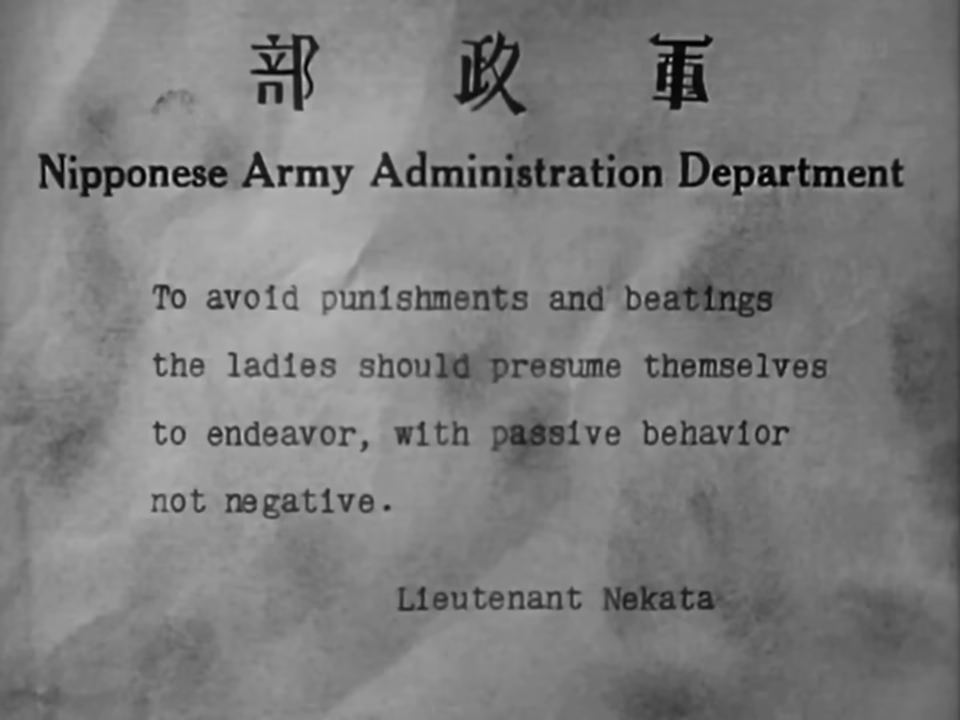 軍政部
Nipponese Army Administration Department
To avoid punishments and beatings
the ladies should presume themselves
to endeavor, with passive behavior
not negative.
Lieutenant Nekata